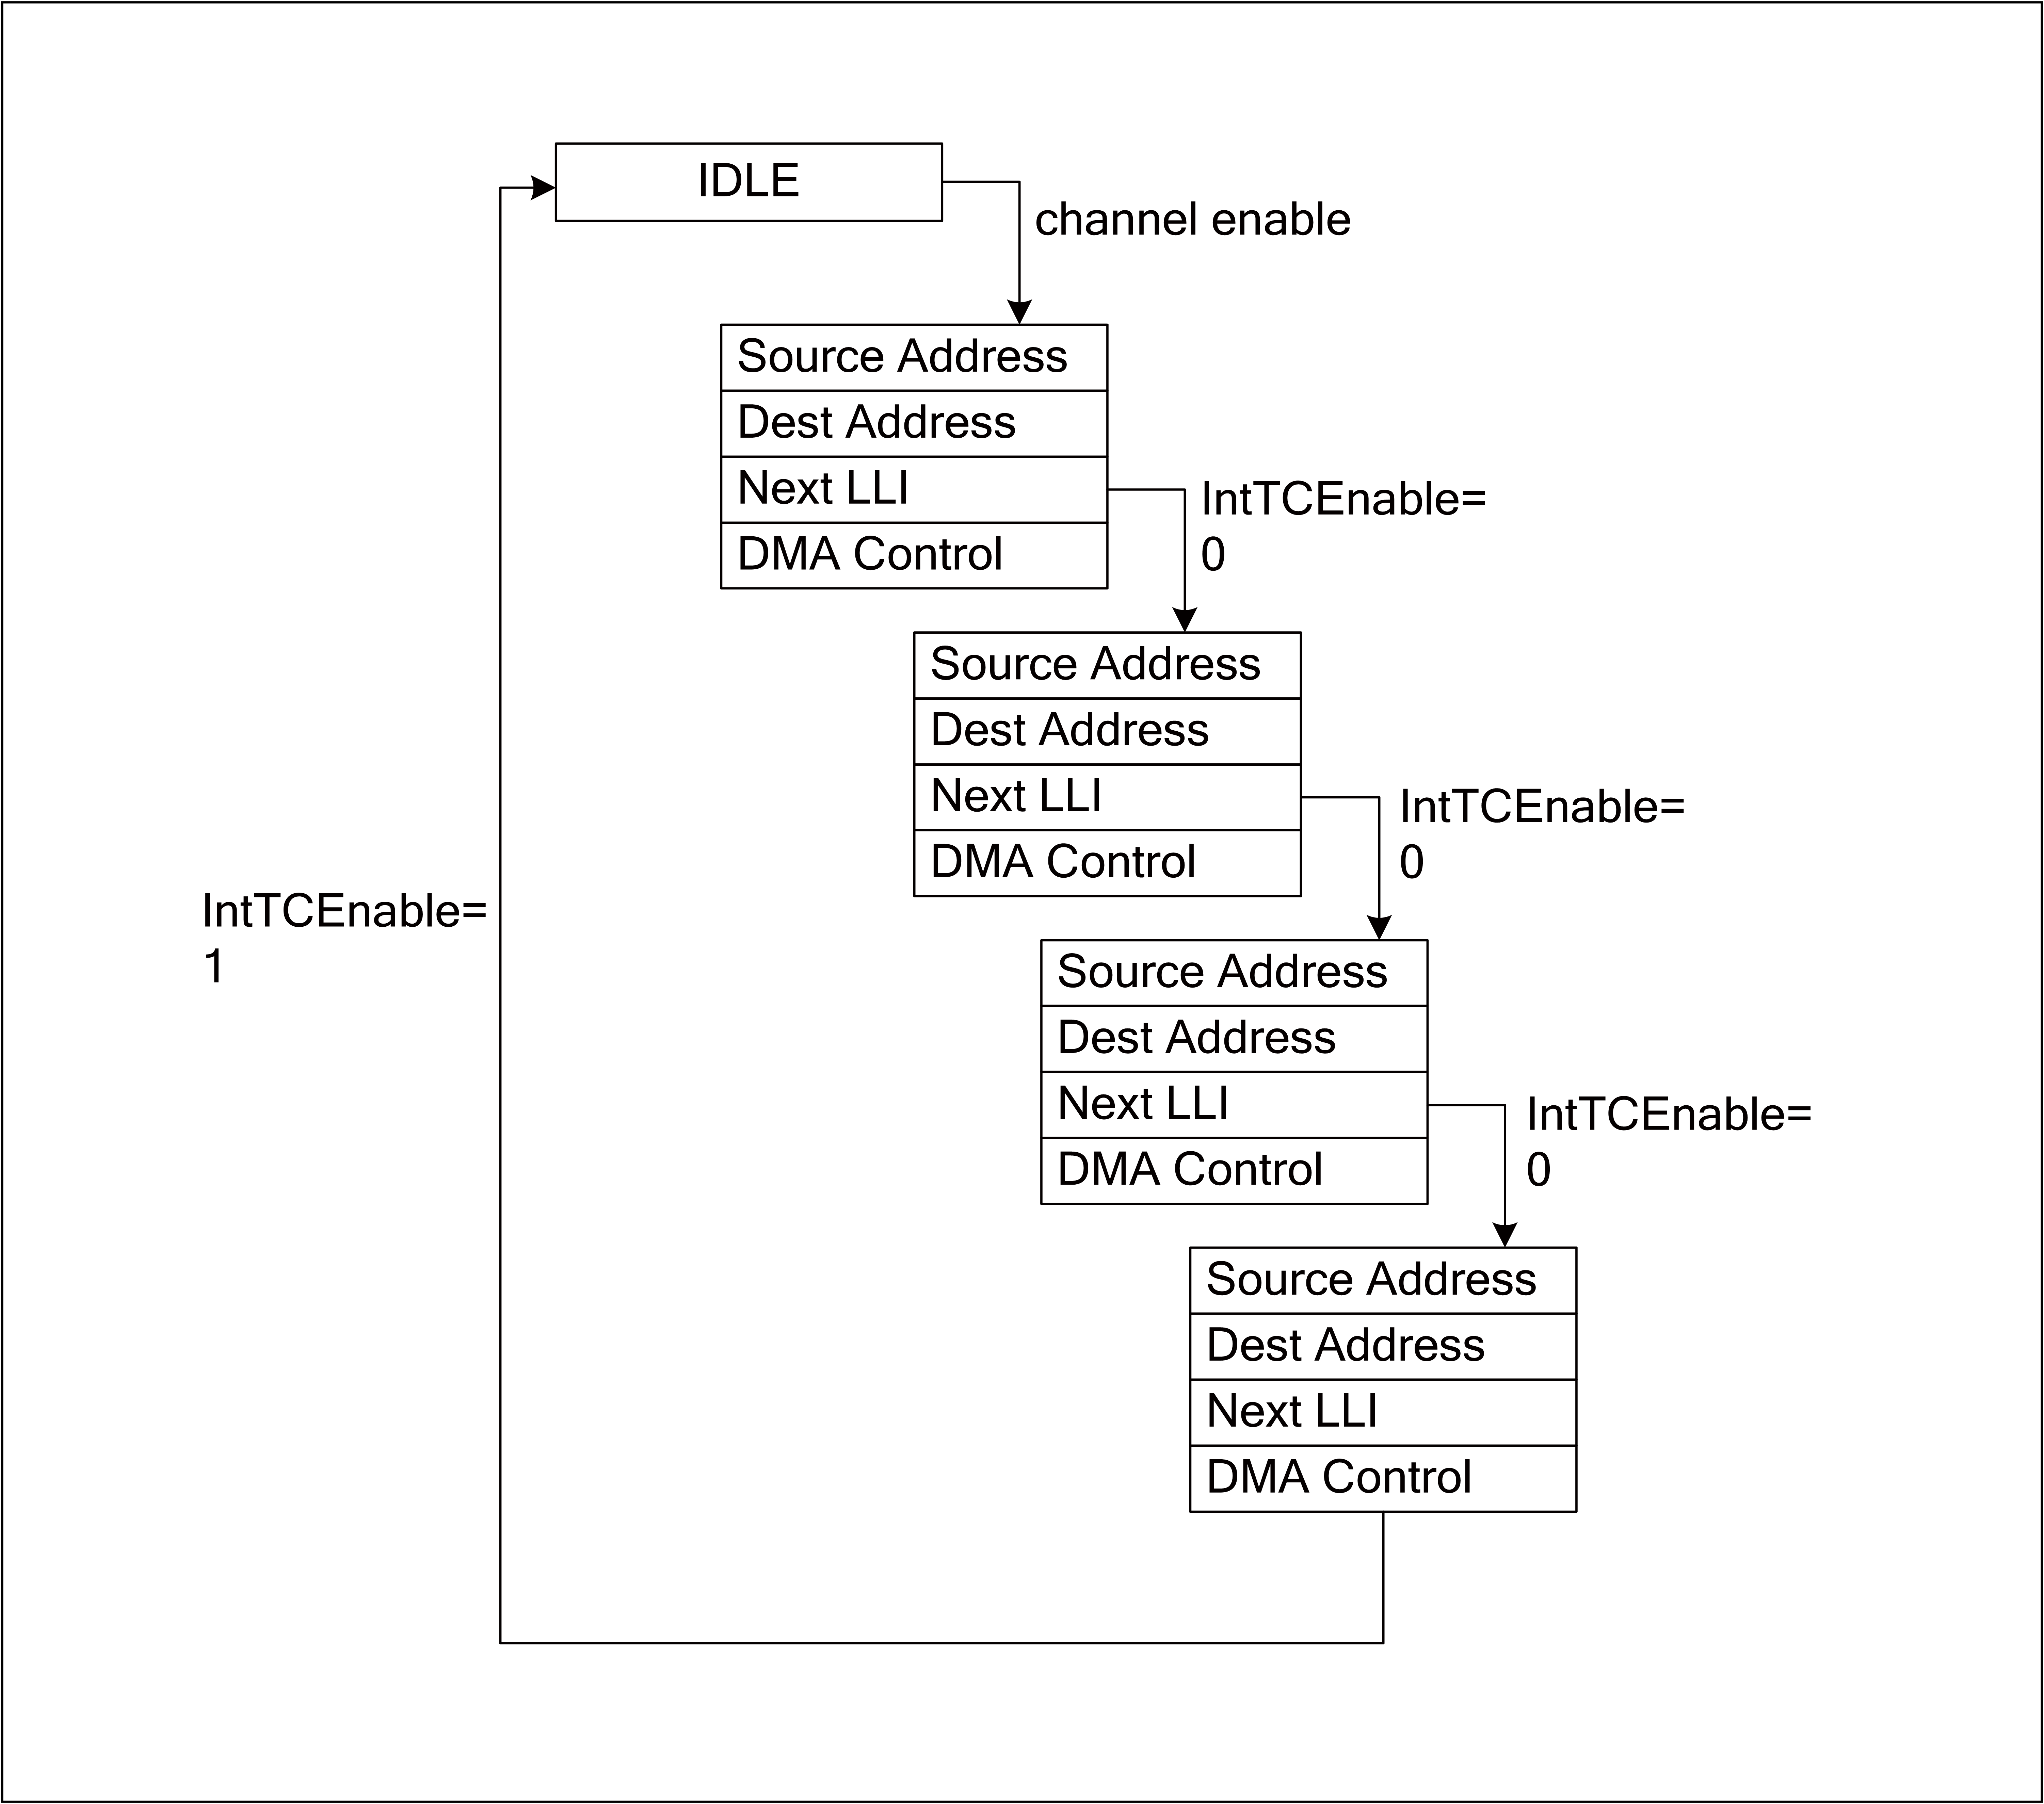 IDLE
channel enable
Source Address
Dest Address
Next LLI
DMA Control
IntTCEnable=
0
Source Address
Dest Address
Next LLI
DMA Control
IntTCEnable=
0
IntTCEnable=
1
Source Address
Dest Address
Next LLI
DMA Control
IntTCEnable=
0
Source Address
Dest Address
Next LLI
DMA Control